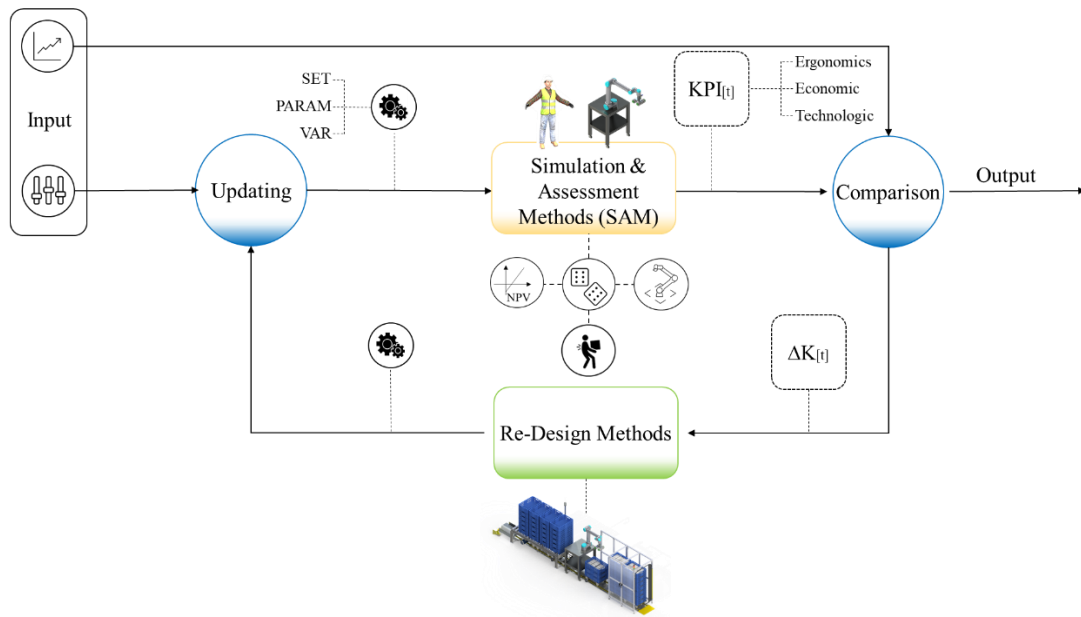 Input
SET
PARAM
VAR
Updating
Simulation &
Assessment
Methods (SAM)
KPI[t]
Ergonomics
Economic
Technologic
Comparison
Output
NPV
ΔK[t]
Re-Design Methods